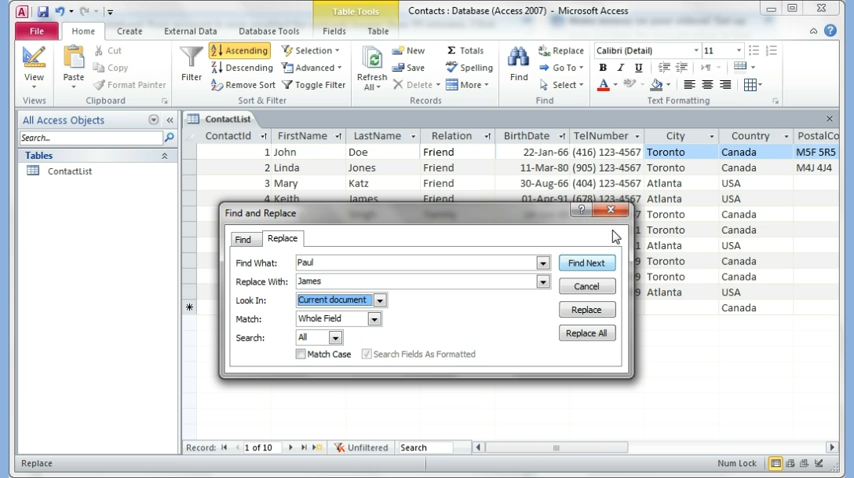 Table Tools
Contacts : Database (Access 2007) - Microsoft Access
File Home Create External Data Database Tools Fields Table
View
Views
Paste
Cut
Copy
Format Painter
Clipboard
Filter
Ascending
Descending
Remove Sort
Selection
Advanced
Toggle Filter
Sort & Filter
Refresh
All
New
Save
Delete
Totals
Spelling
More
Records
Find
Replace
Go To
Select
Find
Calibri (Detail) 11
B I U
Text Formatting
All Access Objects
Search...
Tables
ContactList
ContactList
ContactId FirstName LastName Relation BirthDate TelNumber City Country PostalCo
1 John Doe Friend 22-Jan-66 (416) 123-4567 Toronto Canada M5F 5R5
2 Linda Jones Friend 11-Mar-80 (905) 123-4567 Toronto Canada M4J 4J4
3 Mary Katz Friend 30-Aug-66 (404) 123-4567 Atlanta USA
4 Keith James Friend 01-Apr-91 (678) 123-4567 Atlanta USA
Toronto Canada
Toronto Canada
Atlanta USA
9 Toronto Canada
9 Toronto Canada
9 Atlanta USA
Canada
Find and Replace
Find Replace
Find What: Paul
Find Next
Replace With: James
Cancel
Look In: Current document
Replace
Match: Whole Field
Search: All
Replace All
Match Case Search Fields As Formatted
Record: 1 of 10 Unfiltered Search
Replace
Num Lock